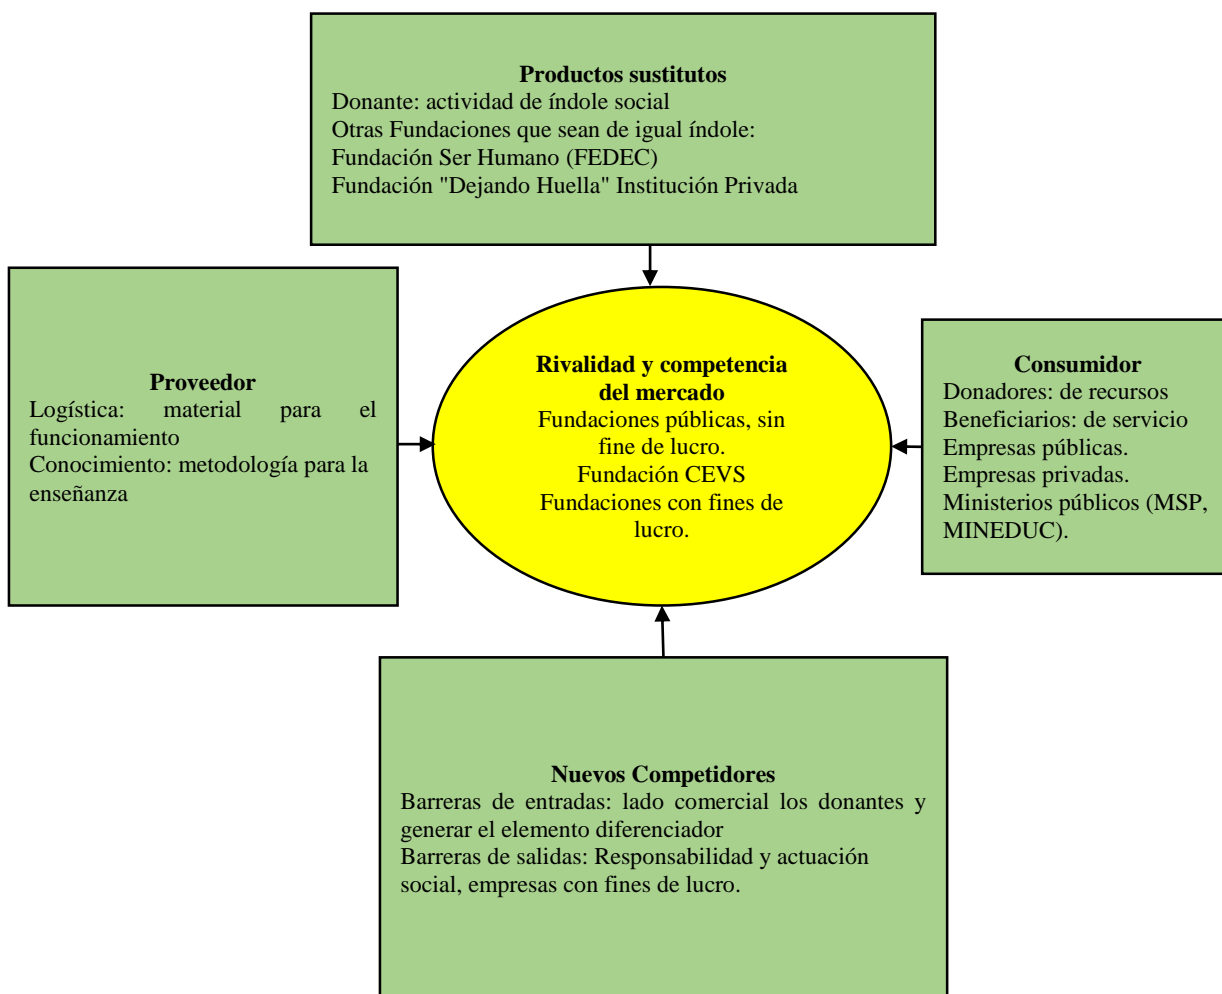 Productos sustitutos
Donante: actividad de índole social
Otras Fundaciones que sean de igual índole:
Fundación Ser Humano (FEDEC)
Fundación "Dejando Huella" Institución Privada
Proveedor
Logística: material para el
funcionamiento
Conocimiento: metodología para la
enseñanza
Rivalidad y competencia
del mercado
Fundaciones públicas, sin
fine de lucro.
Fundación CEVS
Fundaciones con fines de
lucro.
Consumidor
Donadores: de recursos
Beneficiarios: de servicio
Empresas públicas.
Empresas privadas.
Ministerios públicos (MSP,
MINEDUC).
Nuevos Competidores
Barreras de entradas: lado comercial los donantes y
generar el elemento diferenciador
Barreras de salidas: Responsabilidad y actuación
social, empresas con fines de lucro.